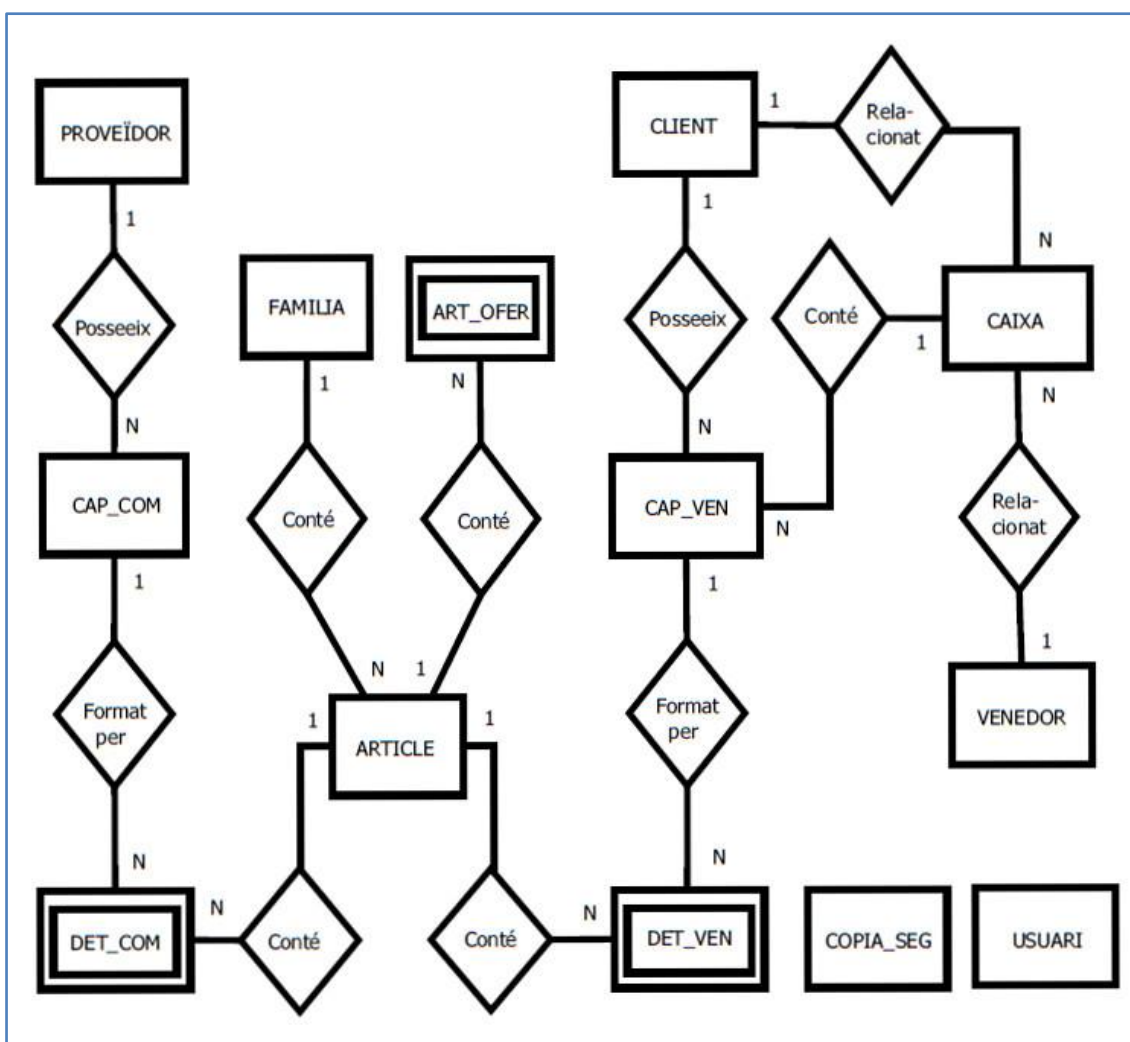 PROVEÏDOR
1
Posseeix
N
CAP_COM
1
Format
per
N
DET_COM
N
Conté
1
FAMILIA
1
Conté
N
ART_OFER
N
Conté
1
ARTICLE
1
Conté
N
CLIENT
1
Rela-
cionat
N
1
Posseeix
N
Conté
1
CAIXA
N
CAP_VEN
N
Rela-
cionat
1
VENEDOR
1
Format
per
N
DET_VEN
COPIA_SEG
USUARI